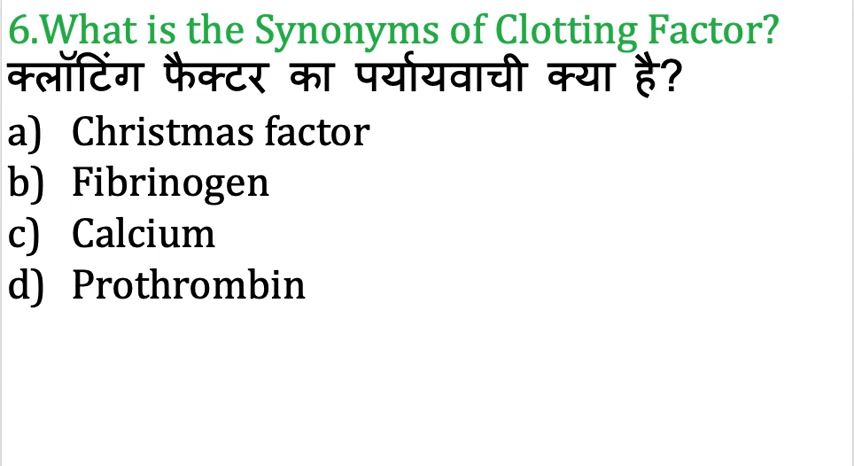 6.What is the Synonyms of Clotting Factor?
क्लॉटिंग फैक्टर का पर्यायवाची क्या है?
a) Christmas factor
b) Fibrinogen
c) Calcium
d) Prothrombin